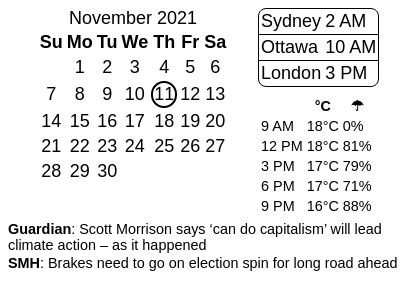 November 2021
Su Mo Tu We Th Fr Sa
1 2 3 4 5 6
7 8 9 10 11 12 13
14 15 16 17 18 19 20
21 22 23 24 25 26 27
28 29 30
Sydney 2 AM
Ottawa 10 AM
London 3 PM
°C ☂
9 AM 18°C 0%
12 PM 18°C 81%
3 PM 17°C 79%
6 PM 17°C 71%
9 PM 16°C 88%
Guardian: Scott Morrison says ‘can do capitalism’ will lead
climate action – as it happened
SMH: Brakes need to go on election spin for long road ahead